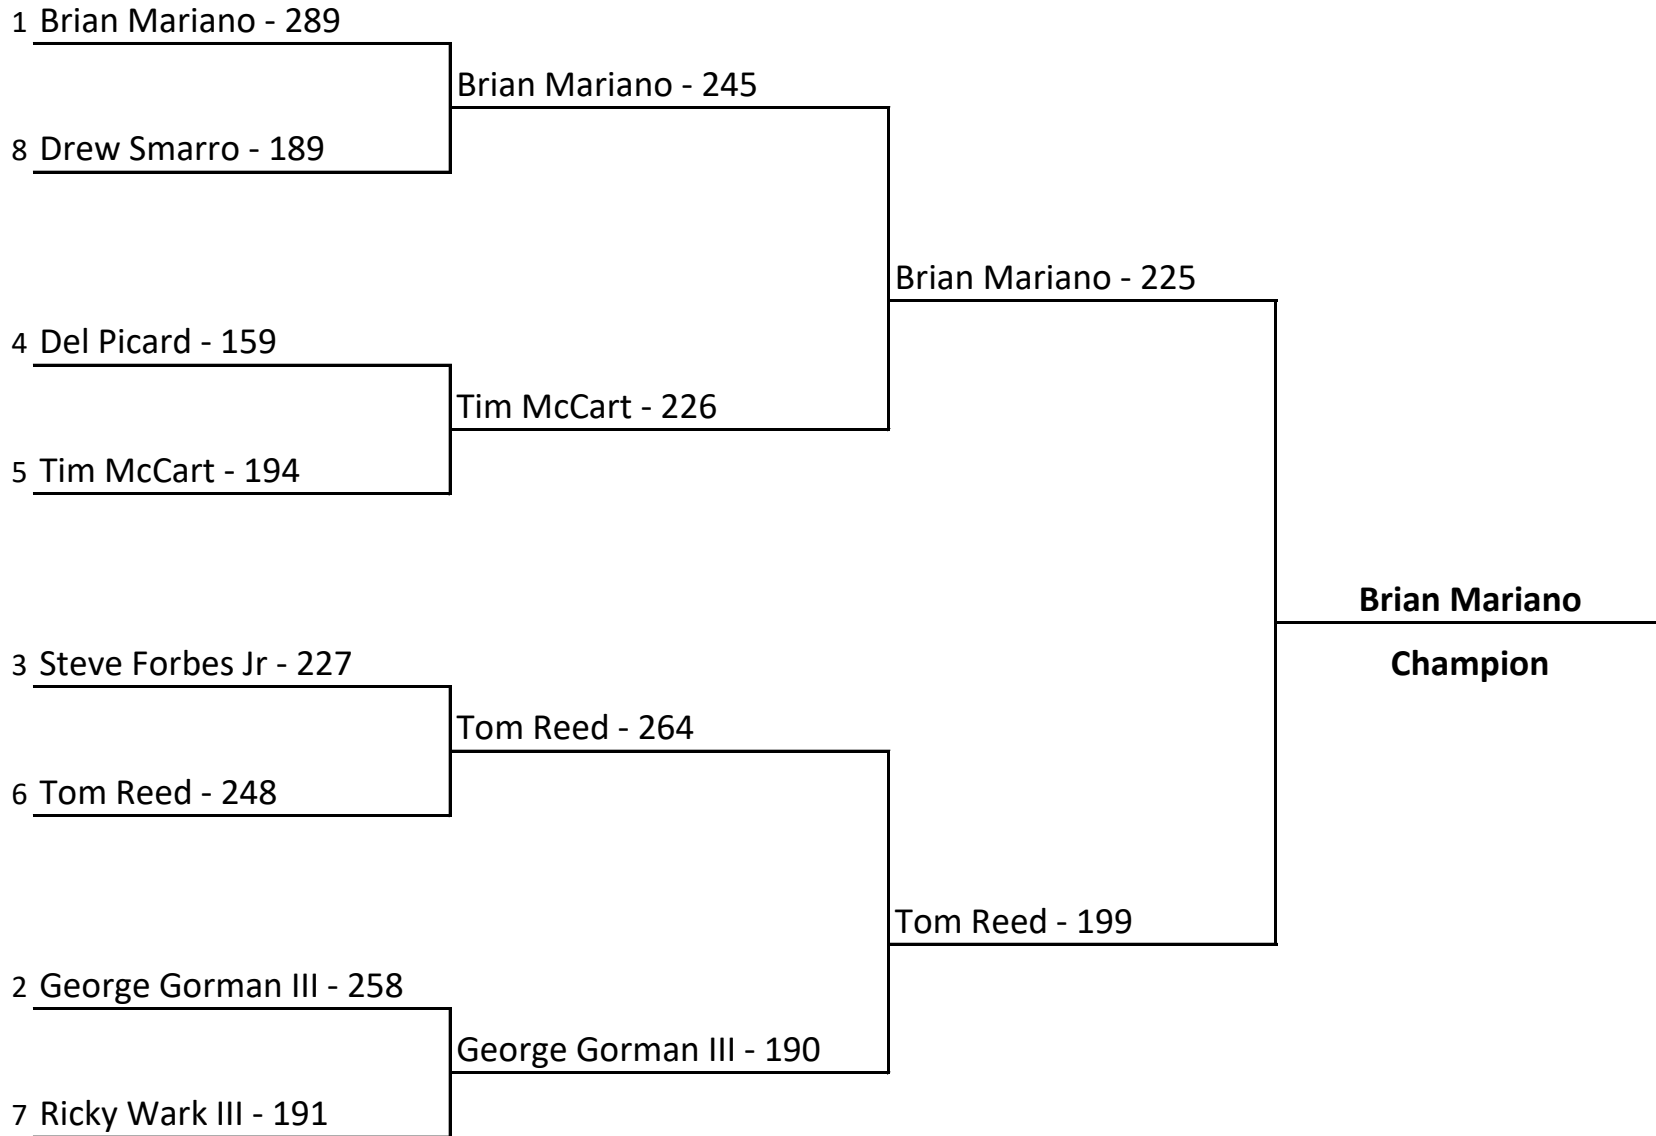 1 Brian Mariano - 289
Brian Mariano - 245
8 Drew Smarro - 189
Brian Mariano - 225
4 Del Picard - 159
Tim McCart - 226
5 Tim McCart - 194
Brian Mariano
3 Steve Forbes Jr - 227
Champion
Tom Reed - 264
6 Tom Reed - 248
Tom Reed - 199
2 George Gorman III - 258
George Gorman III - 190
7 Ricky Wark III - 191